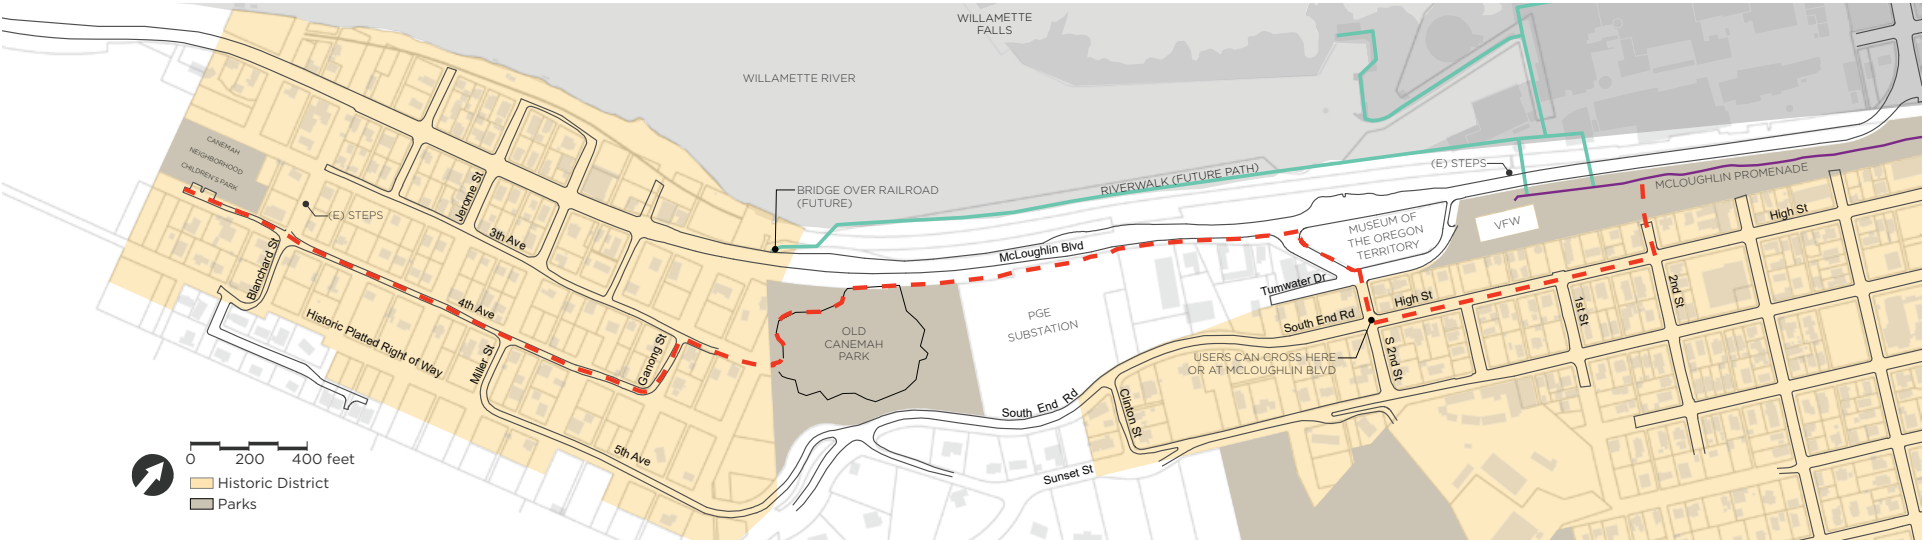 WILLAMETTE
FALLS
WILLAMETTE RIVER
CANEMAH
NEIGHBORHOOD
CHILDREN'S PARK
(E) STEPS
Jerome St
3th Ave
BRIDGE OVER RAILROAD
(FUTURE)
RIVERWALK (FUTURE PATH)
(E) STEPS
MCLOUGHLIN PROMENADE
VFW
High St
MUSEUM OF
THE OREGON
TERRITORY
McLoughlin Blvd
Tumwater Dr
Blanchard St
4th Ave
Historic Platted Right of Way
Miller St
Ganong St
5th Ave
OLD
CANEMAH
PARK
PGE
SUBSTATION
South End Rd
High St
1st St
2nd St
S 2nd St
USERS CAN CROSS HERE
OR AT MCLOUGHLIN BLVD
South End Rd
Clinton St
Sunset St
0 200 400 feet
Historic District
Parks